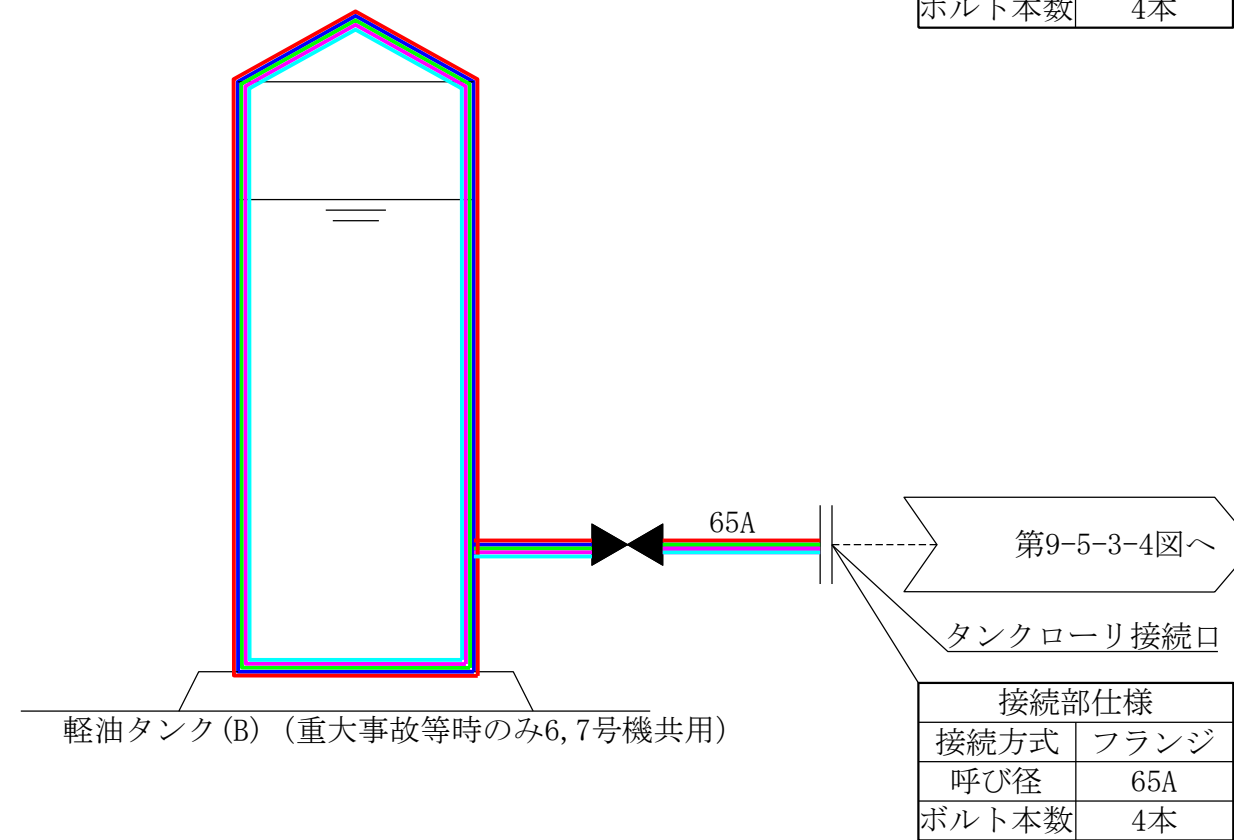 ボルト本数 4本
65A
第9-5-3-4図へ
タンクローリ接続口
軽油タンク(B) (重大事故等時のみ6,7号機共用)
接続部仕様
接続方式 フランジ
呼び径 65A
ボルト本数 4本